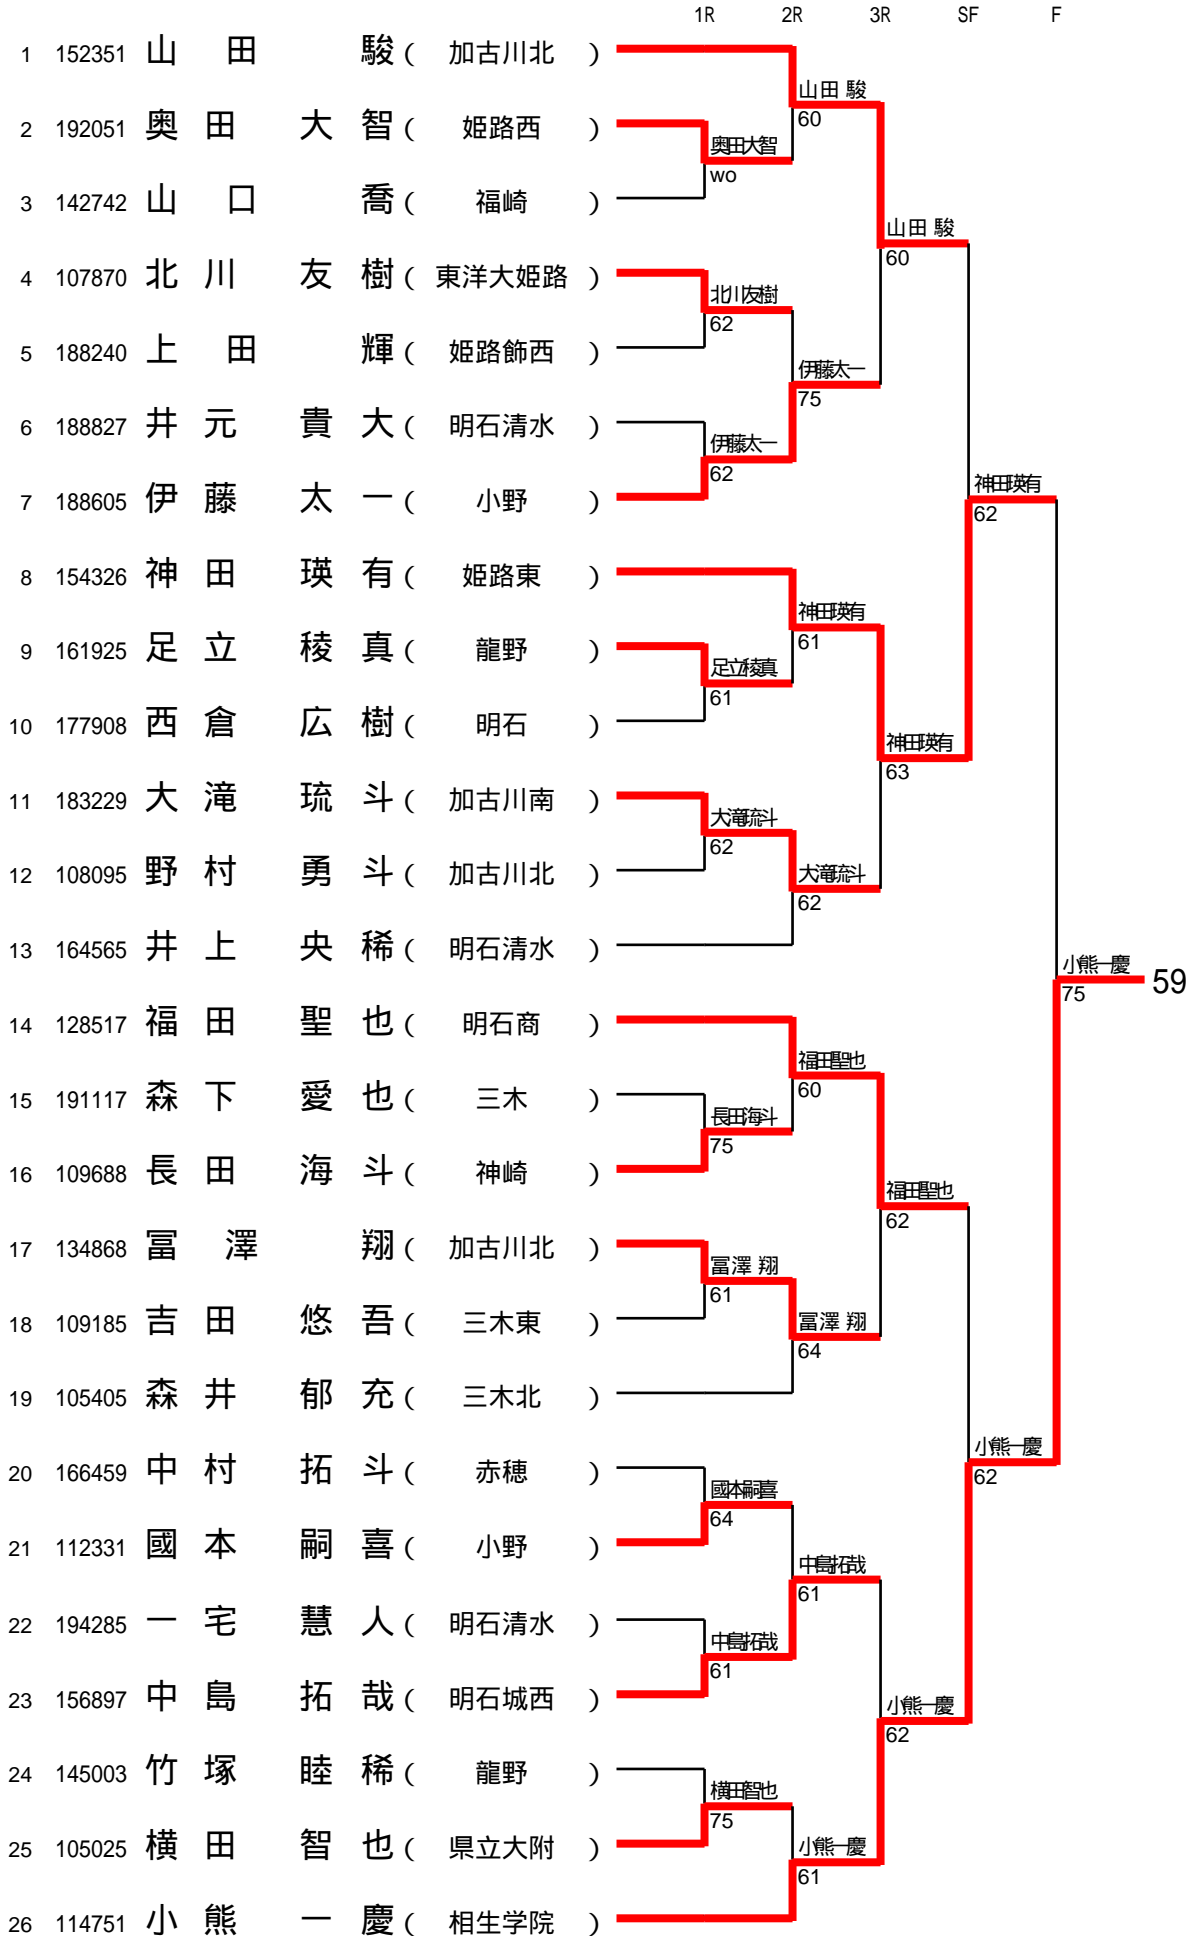 1R 2R 3R SF F
1 152351 山田 駿 ( 加古川北 )
山田 駿
60
2 192051 奥田 大智 ( 姫路西 )
奥田大智
wo
3 142742 山口 喬 ( 福崎 )
山田 駿
60
4 107870 北川 友樹 ( 東洋大姫路 )
北川友樹
62
5 188240 上田 輝 ( 姫路飾西 )
伊藤太一
75
6 188827 井元 貴大 ( 明石清水 )
伊藤太一
62
7 188605 伊藤 太一 ( 小野 )
神田瑛有
62
8 154326 神田 瑛有 ( 姫路東 )
神田瑛有
61
9 161925 足立 稜真 ( 龍野 )
足立稜真
61
10 177908 西倉 広樹 ( 明石 )
神田瑛有
63
11 183229 大滝 琉斗 ( 加古川南 )
大滝琉斗
62
12 108095 野村 勇斗 ( 加古川北 )
大滝琉斗
62
13 164565 井上 央稀 ( 明石清水 )
小熊一慶
75
59
14 128517 福田 聖也 ( 明石商 )
福田聖也
60
15 191117 森下 愛也 ( 三木 )
長田海斗
75
16 109688 長田 海斗 ( 神崎 )
福田聖也
62
17 134868 冨澤 翔 ( 加古川北 )
冨澤 翔
61
18 109185 吉田 悠吾 ( 三木東 )
冨澤 翔
64
19 105405 森井 郁充 ( 三木北 )
小熊一慶
62
20 166459 中村 拓斗 ( 赤穂 )
國本嗣喜
64
21 112331 國本 嗣喜 ( 小野 )
中島拓哉
61
22 194285 一宅 慧人 ( 明石清水 )
中島拓哉
61
23 156897 中島 拓哉 ( 明石城西 )
小熊一慶
62
24 145003 竹塚 睦稀 ( 龍野 )
横田智也
75
25 105025 横田 智也 ( 県立大附 )
小熊一慶
61
26 114751 小熊 一慶 ( 相生学院 )